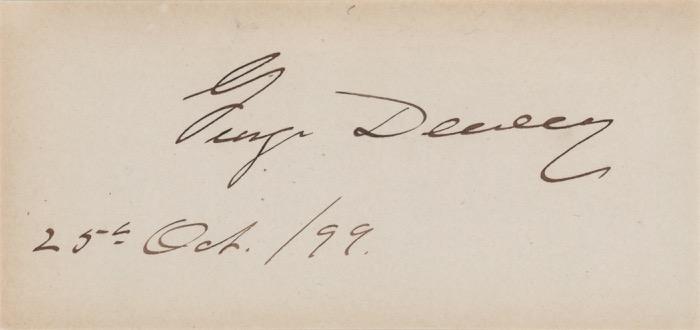 George Dewey
25th Oct. /99.